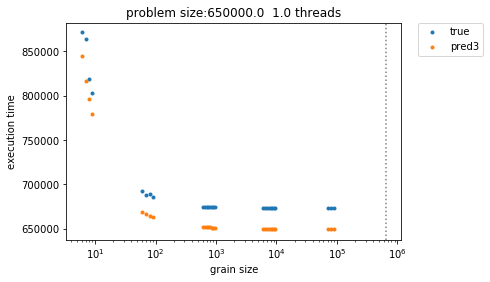 problem size:650000.0  1.0 threads
true
pred3
execution time
850000
800000
750000
700000
650000
10¹ 10² 10³ 10⁴ 10⁵ 10⁶
grain size